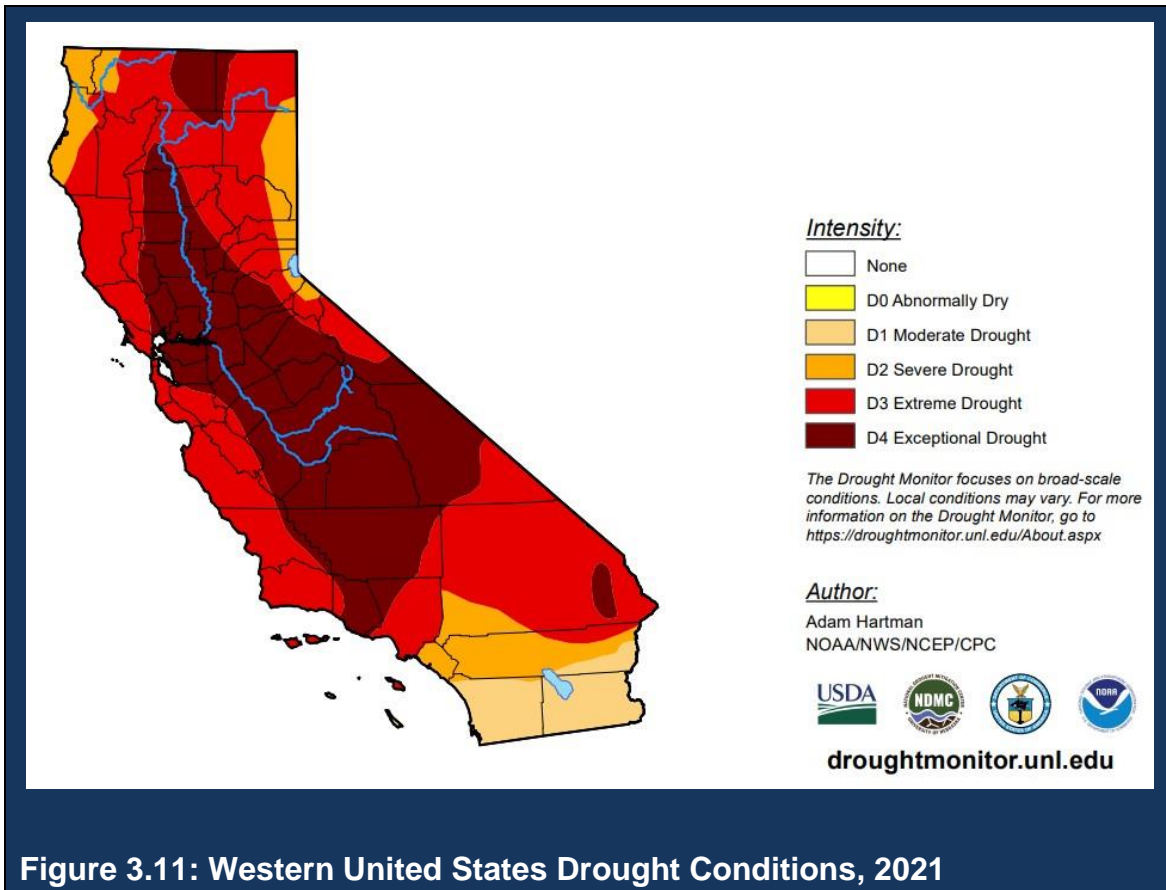 Intensity:
None
D0 Abnormally Dry
D1 Moderate Drought
D2 Severe Drought
D3 Extreme Drought
D4 Exceptional Drought
The Drought Monitor focuses on broad-scale
conditions. Local conditions may vary. For more
information on the Drought Monitor, go to
https://droughtmonitor.unl.edu/About.aspx
Author:
Adam Hartman
NOAA/NWS/NCEP/CPC
USDA
NDMC
NOAA
droughtmonitor.unl.edu
Figure 3.11: Western United States Drought Conditions, 2021